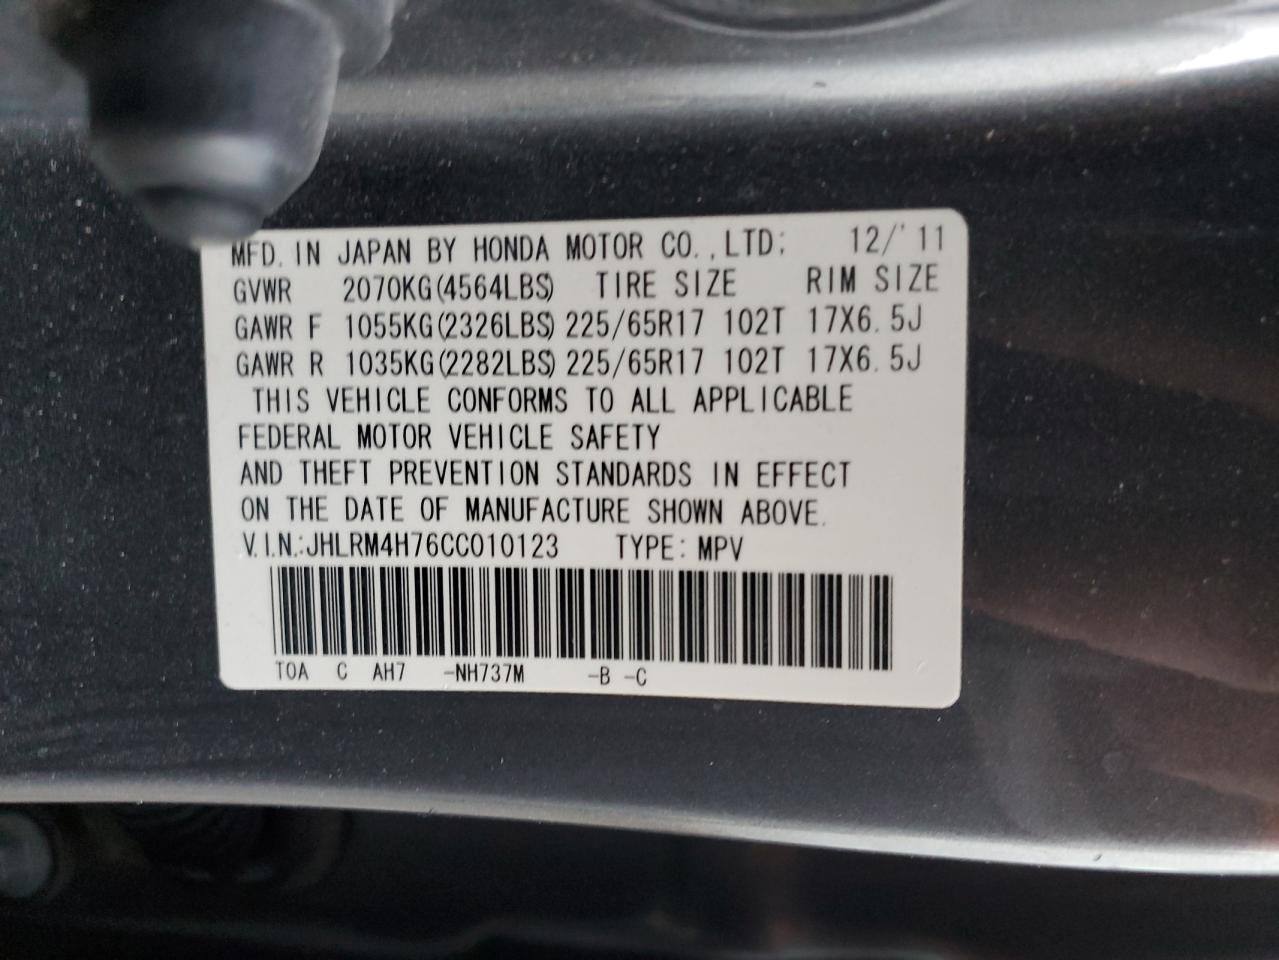 MFD. IN JAPAN BY HONDA MOTOR CO., LTD: 12/'11
GVWR 2070KG(4564LBS) TIRE SIZE RIM SIZE
GAWR F 1055KG(2326LBS) 225/65R17 102T 17X6.5J
GAWR R 1035KG(2282LBS) 225/65R17 102T 17X6.5J
THIS VEHICLE CONFORMS TO ALL APPLICABLE
FEDERAL MOTOR VEHICLE SAFETY
AND THEFT PREVENTION STANDARDS IN EFFECT
ON THE DATE OF MANUFACTURE SHOWN ABOVE.
V.I.N.:JHLRM4H76CC010123 TYPE: MPV
T0A C AH7 -NH737M -B -C